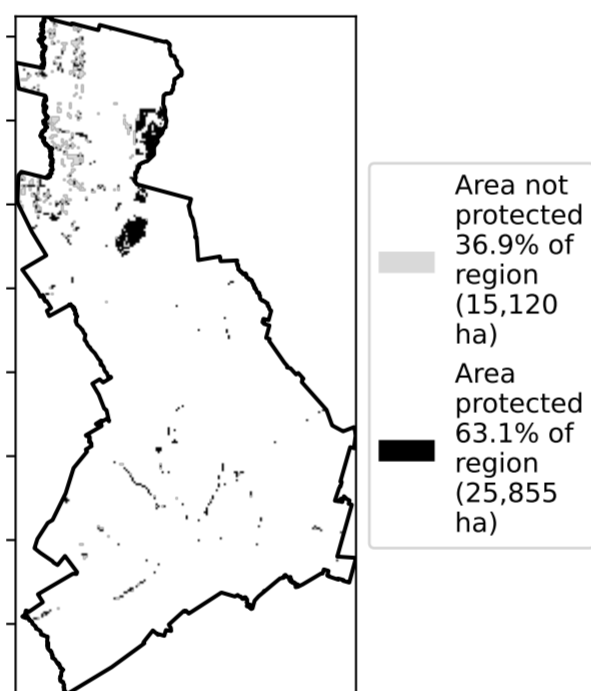 Area not
protected
36.9% of
region
(15,120
ha)
Area
protected
63.1% of
region
(25,855
ha)